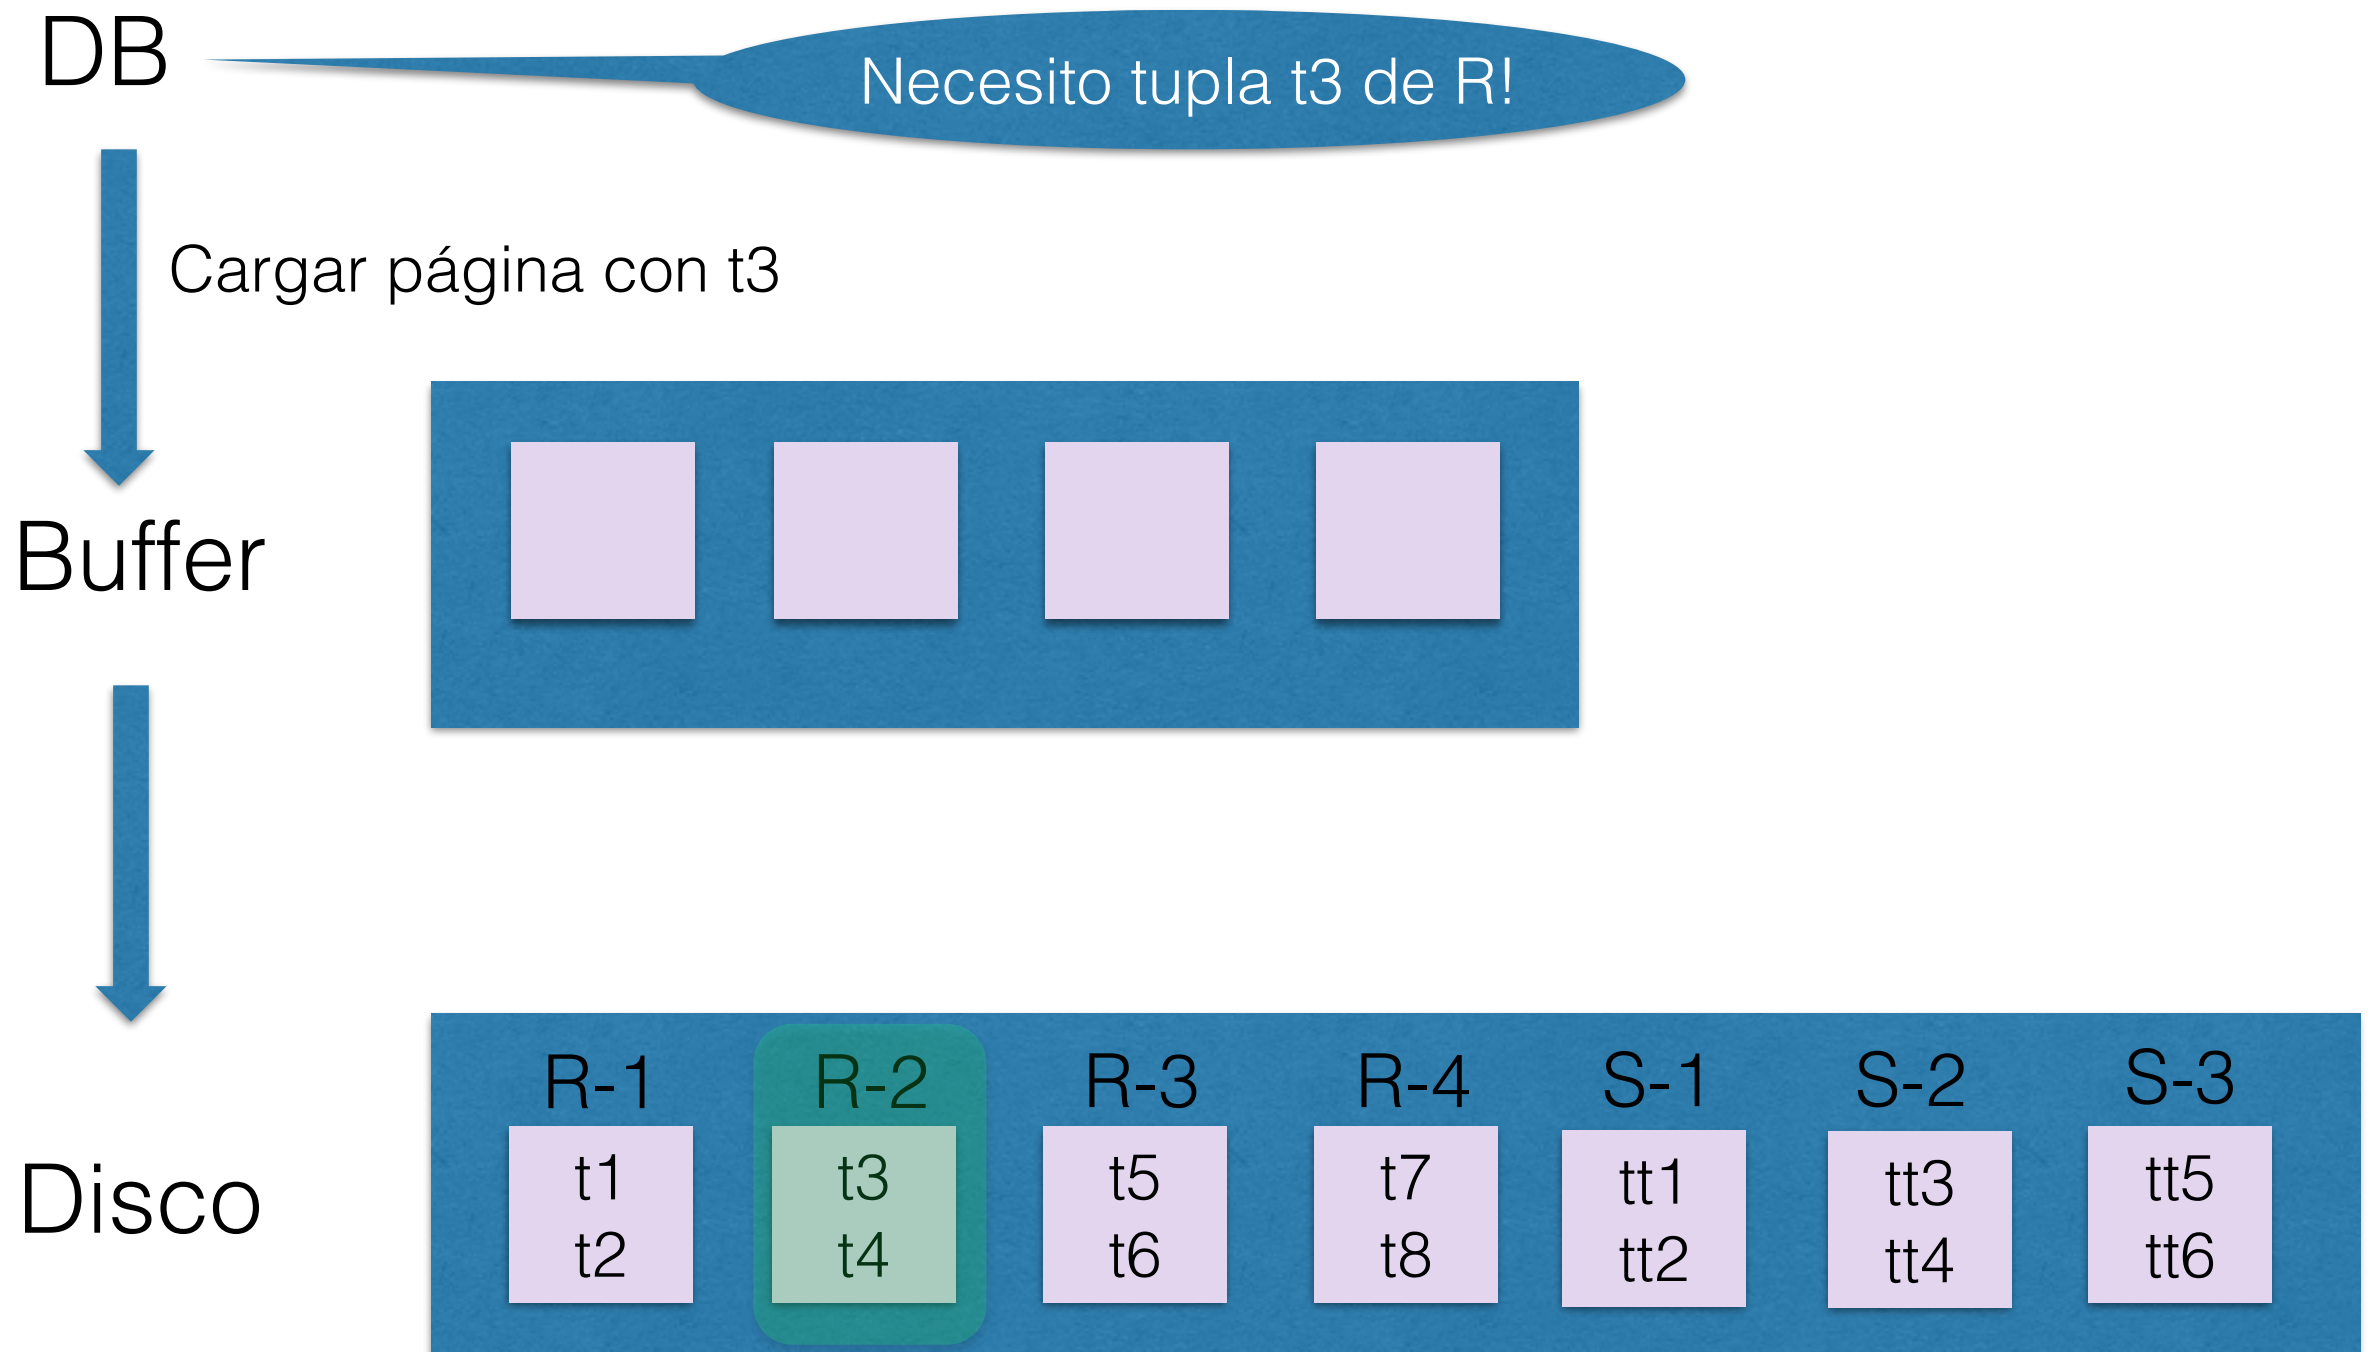 DB
Necesito tupla t3 de R!
Cargar página con t3
Buffer
Disco
R-1
t1
t2
R-2
t3
t4
R-3
t5
t6
R-4
t7
t8
S-1
tt1
tt2
S-2
tt3
tt4
S-3
tt5
tt6